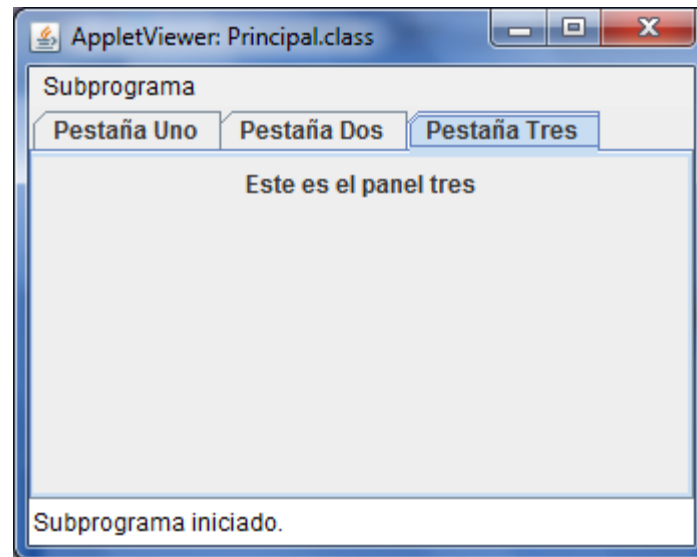 AppletViewer: Principal.class
Subprograma
Pestaña Uno Pestaña Dos Pestaña Tres
Este es el panel tres
Subprograma iniciado.